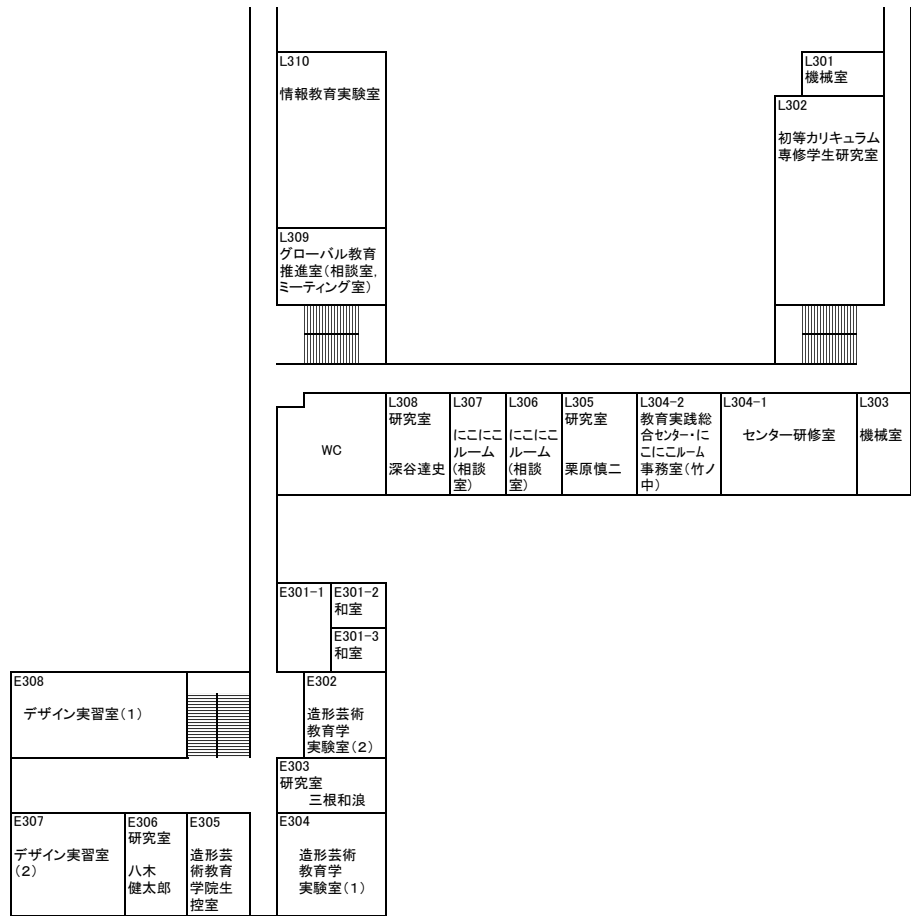 L310
情報教育実験室
L309
グローバル教育
推進室(相談室,
ミーティング室)
L301
機械室
L302
初等カリキュラム
専修学生研究室
WC
L308
研究室
深谷達史
L307
にこにこ
ルーム
(相談
室)
L306
にこにこ
ルーム
(相談
室)
L305
研究室
栗原慎二
L304-2
教育実践総
合センター・に
こにこルーム
事務室(竹ノ
中)
L304-1
センター研修室
L303
機械室
E301-1
E301-2
和室
E301-3
和室
E302
造形芸術
教育学
実験室(2)
E303
研究室
三根和浪
E304
造形芸術
教育学
実験室(1)
E308
デザイン実習室(1)
E307
デザイン実習室
(2)
E306
研究室
八木
健太郎
E305
造形芸
術教育
学院生
控室